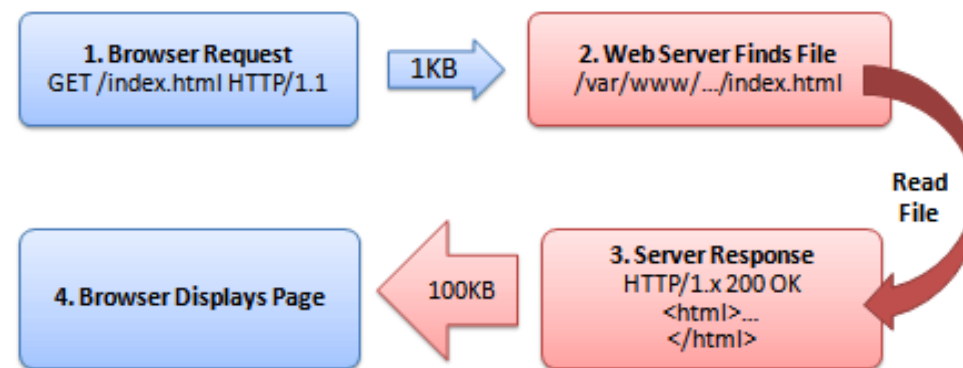 1. Browser Request
GET /index.html HTTP/1.1
1KB
2. Web Server Finds File
/var/www/.../index.html
Read
File
3. Server Response
HTTP/1.x 200 OK
<html>...
</html>
100KB
4. Browser Displays Page